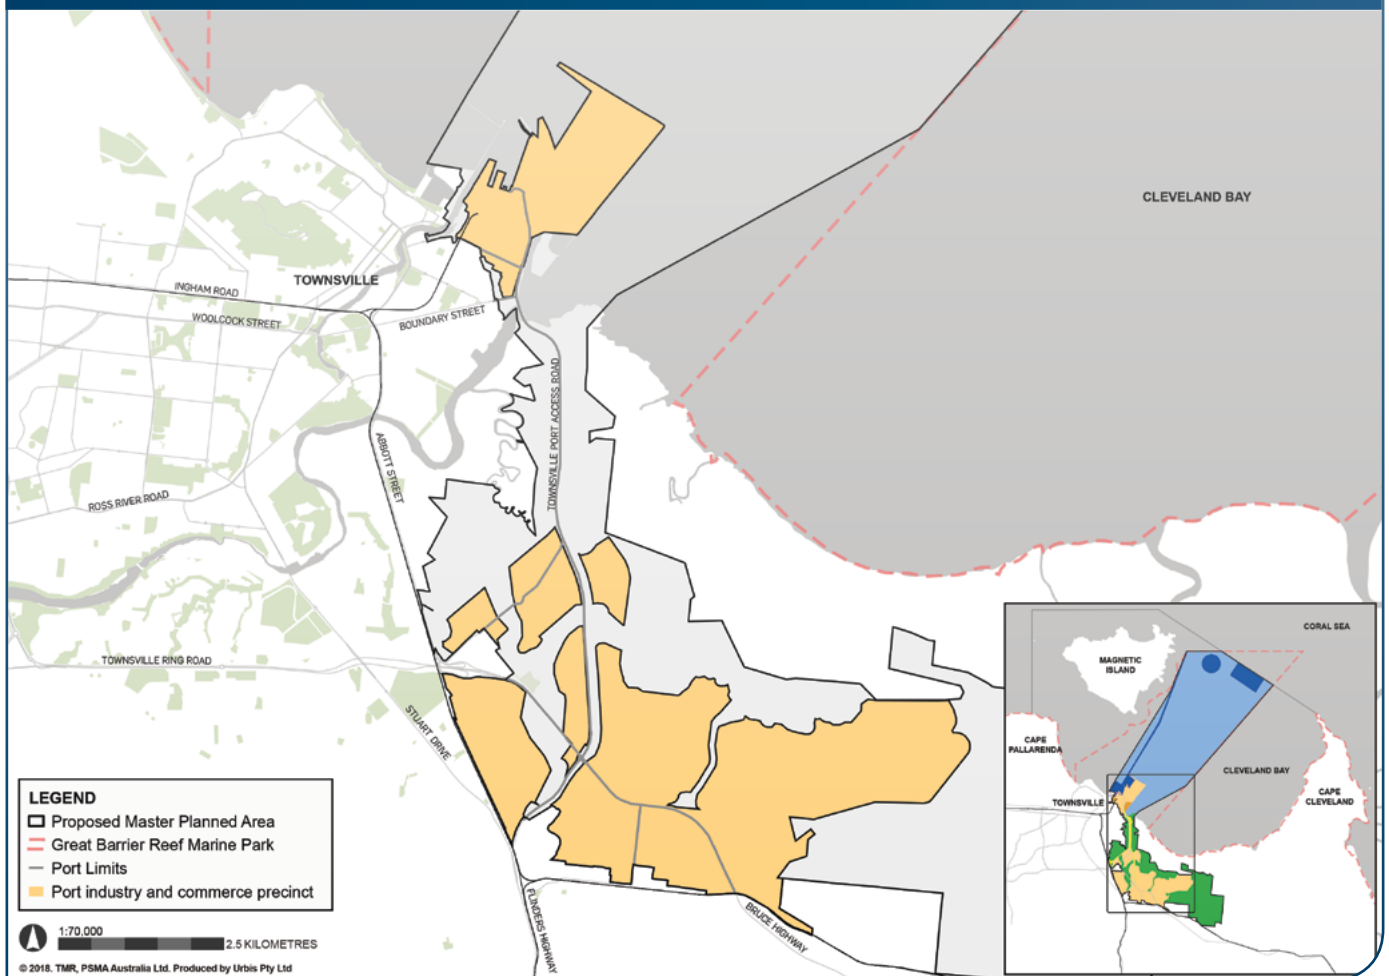 CLEVELAND BAY
TOWNSVILLE
INGHAM ROAD
WOOLCOCK STREET
BOUNDARY STREET
TOWNSVILLE PORT ACCESS ROAD
ABBOTT STREET
ROSS RIVER ROAD
TOWNSVILLE RING ROAD
STUART DRIVE
FLINDERS HIGHWAY
BRUCE HIGHWAY
LEGEND
Proposed Master Planned Area
Great Barrier Reef Marine Park
Port Limits
Port industry and commerce precinct
1:70,000
2.5 KILOMETRES
© 2018. TMR, PSMA Australia Ltd. Produced by Urbis Pty Ltd
CORAL SEA
MAGNETIC
ISLAND
CAPE
PALLARENDA
CLEVELAND BAY
CAPE
CLEVELAND
TOWNSVILLE